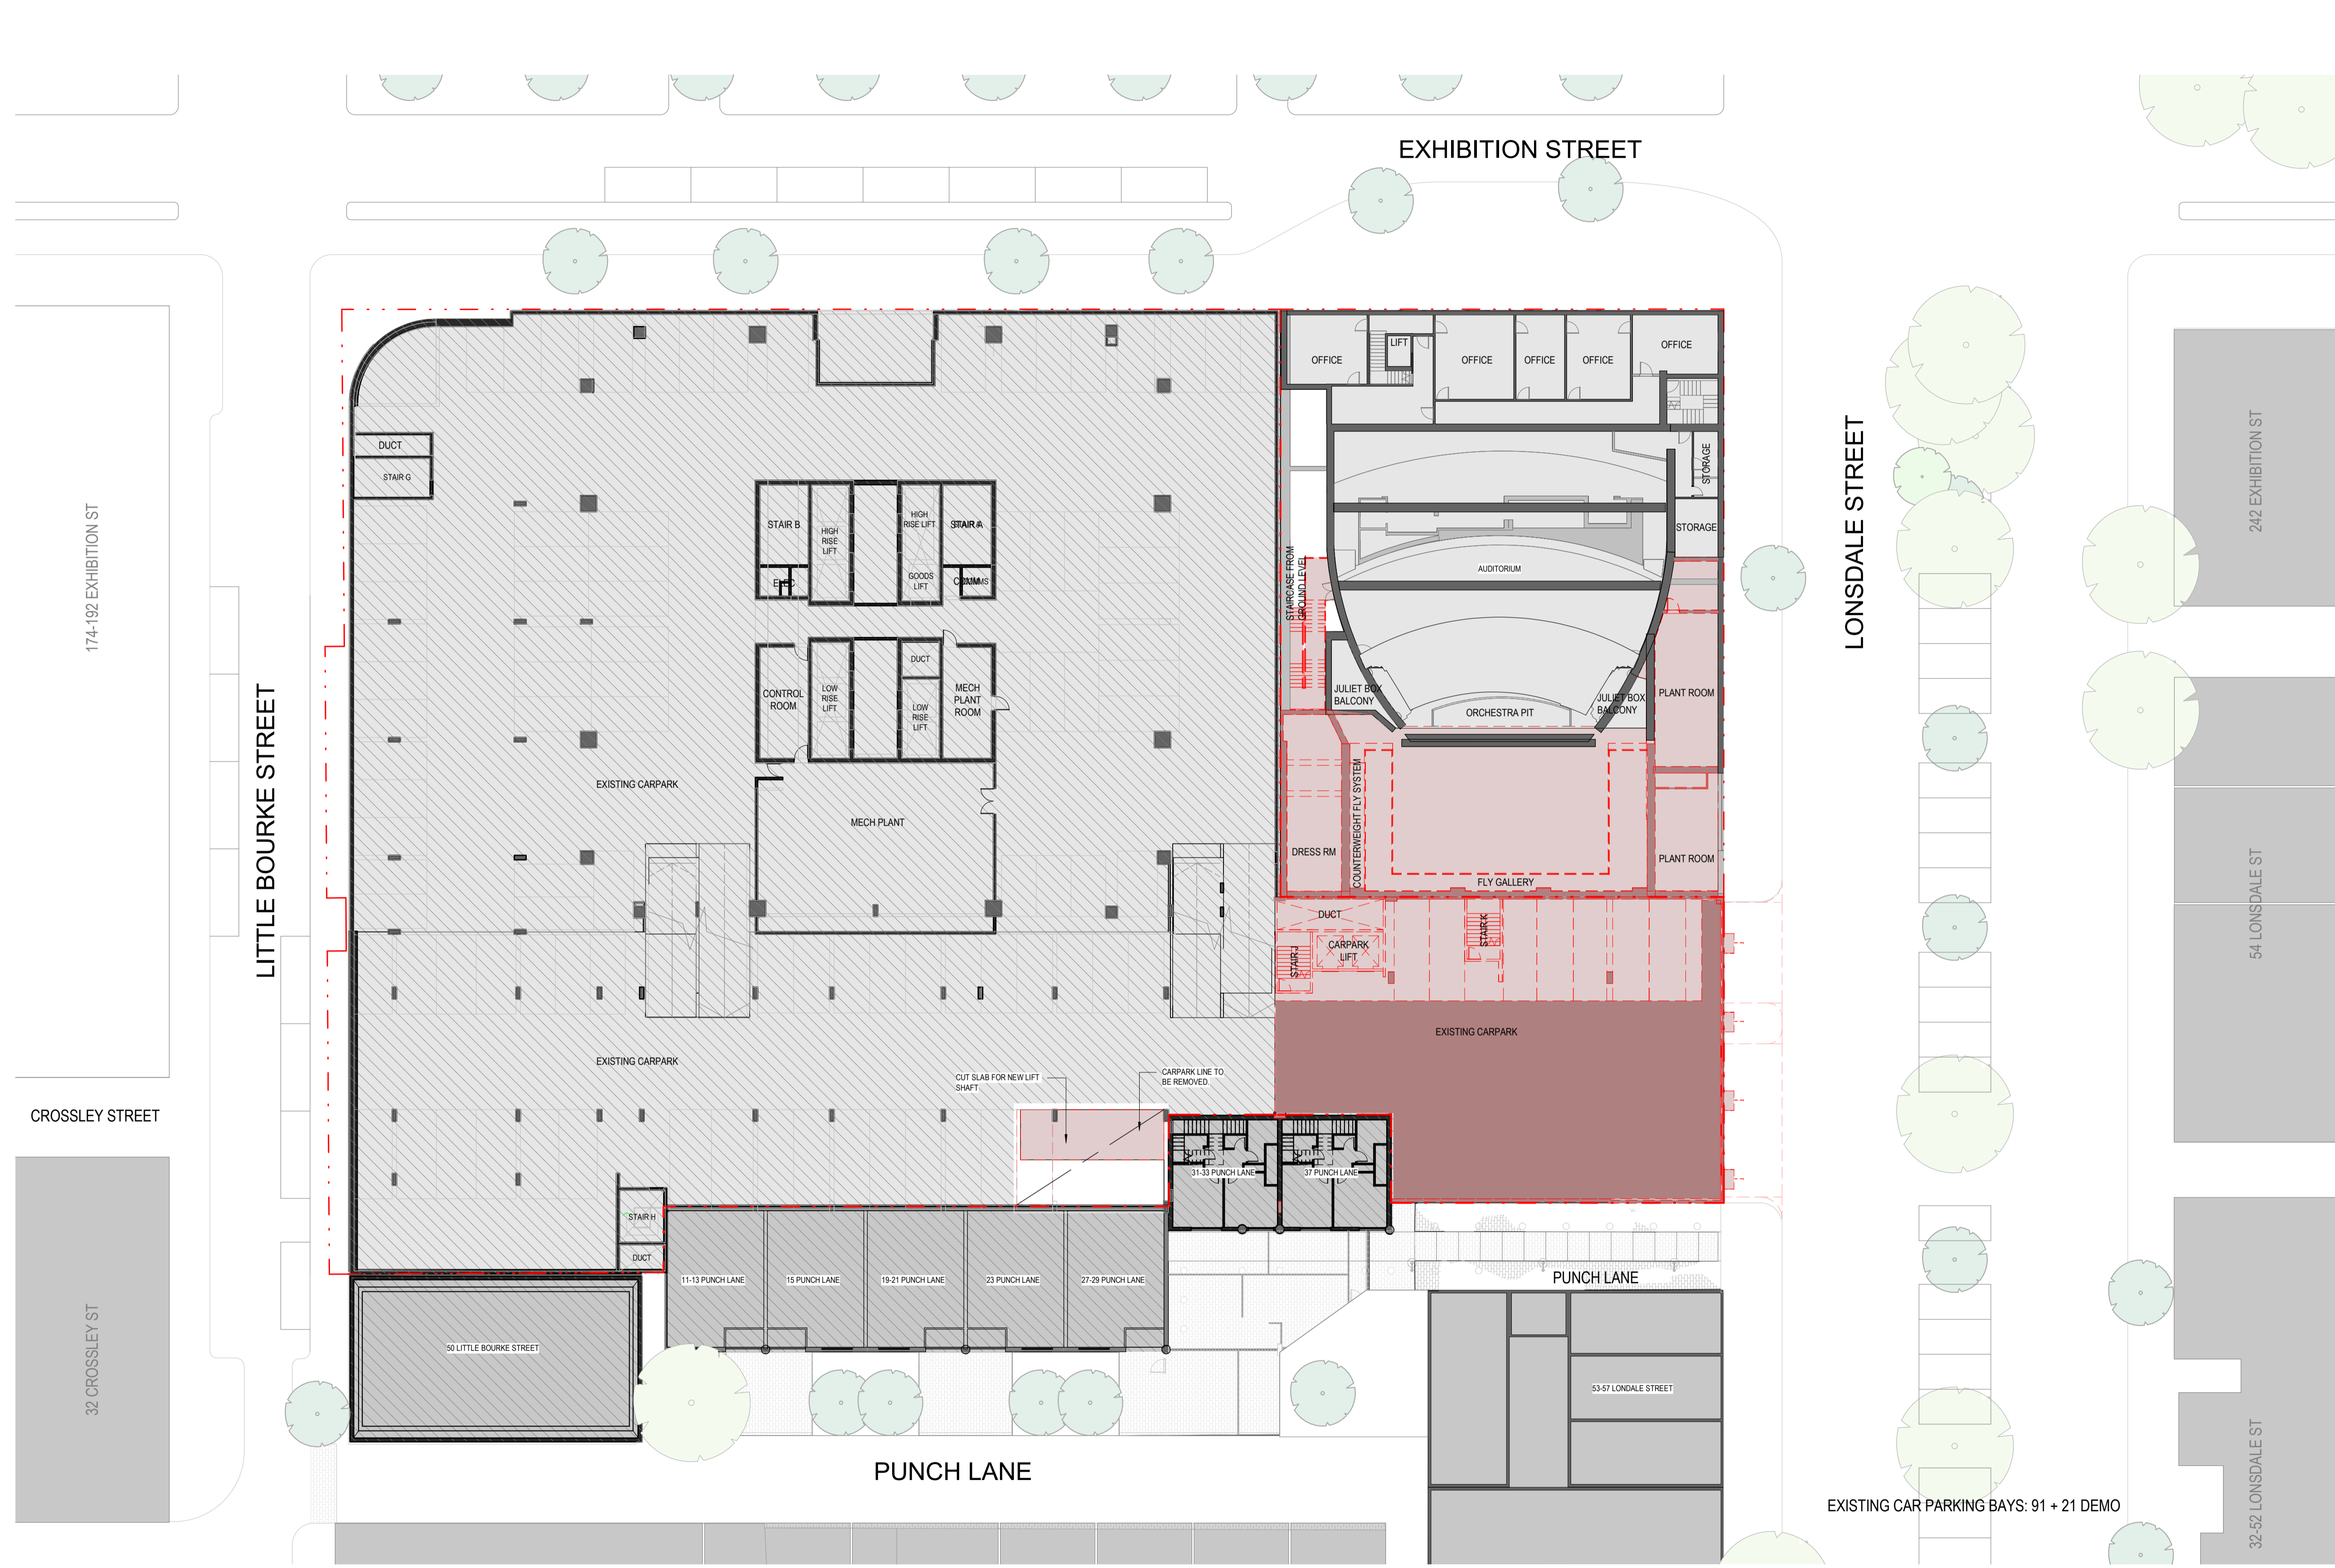 EXHIBITION STREET
OFFICE
LIFT
OFFICE
OFFICE
OFFICE
OFFICE
DUCT
STAIR G
STAIR B
HIGH
RISE
LIFT
HIGH
RISE LIFT
STAIR A
ELEC
GOODS
LIFT
STORAGE
STORAGE
STAIRCASE FROM
GROUND LEVEL
AUDITORIUM
174-192 EXHIBITION ST
LITTLE BOURKE STREET
LONSDALE STREET
242 EXHIBITION ST
CONTROL
ROOM
LOW
RISE
LIFT
DUCT
LOW
RISE
LIFT
MECH
PLANT
ROOM
JULIET BOX
BALCONY
JULIET BOX
BALCONY
PLANT ROOM
ORCHESTRA PIT
EXISTING CARPARK
MECH PLANT
COUNTERWEIGHT FLY SYSTEM
DRESS RM
PLANT ROOM
FLY GALLERY
54 LONSDALE ST
DUCT
STAIR K
CARPARK
LIFT
STAIR J
EXISTING CARPARK
EXISTING CARPARK
CUT SLAB FOR NEW LIFT
SHAFT.
CARPARK LINE TO
BE REMOVED.
CROSSLEY STREET
31-33 PUNCH LANE
37 PUNCH LANE
STAIR H
DUCT
11-13 PUNCH LANE
15 PUNCH LANE
19-21 PUNCH LANE
23 PUNCH LANE
27-29 PUNCH LANE
PUNCH LANE
50 LITTLE BOURKE STREET
32 CROSSLEY ST
53-57 LONDALE STREET
PUNCH LANE
32-52 LONSDALE ST
EXISTING CAR PARKING BAYS: 91 + 21 DEMO